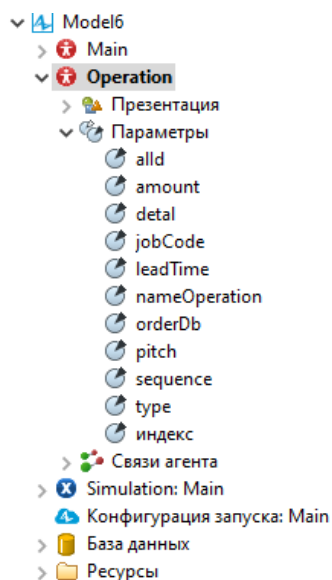 Model6
Main
Operation
Презентация
Параметры
alld
amount
detal
jobCode
leadTime
nameOperation
orderDb
pitch
sequence
type
индекс
Связи агента
Simulation: Main
Конфигурация запуска: Main
База данных
Ресурсы